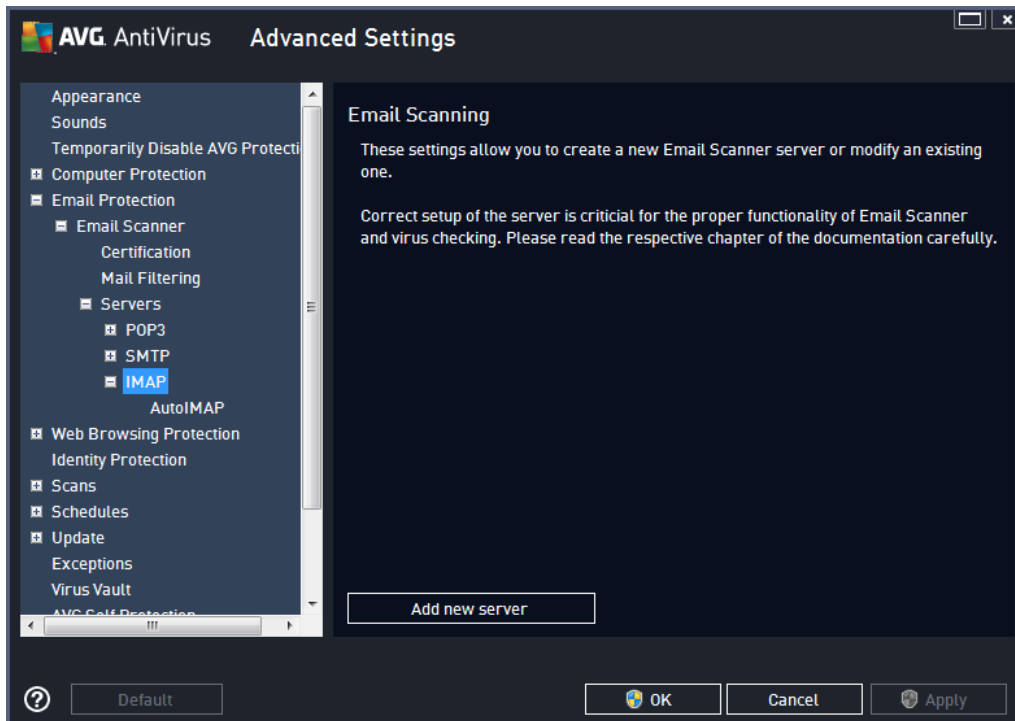 AVG. AntiVirus Advanced Settings
Appearance
Sounds
Temporarily Disable AVG Protecti
Computer Protection
Email Protection
Email Scanner
Certification
Mail Filtering
Servers
POP3
SMTP
IMAP
AutoIMAP
Web Browsing Protection
Identity Protection
Scans
Schedules
Update
Exceptions
Virus Vault
AVG Self Protection
Email Scanning
These settings allow you to create a new Email Scanner server or modify an existing
one.
Correct setup of the server is criticial for the proper functionality of Email Scanner
and virus checking. Please read the respective chapter of the documentation carefully.
Add new server
? Default
OK
Cancel
Apply